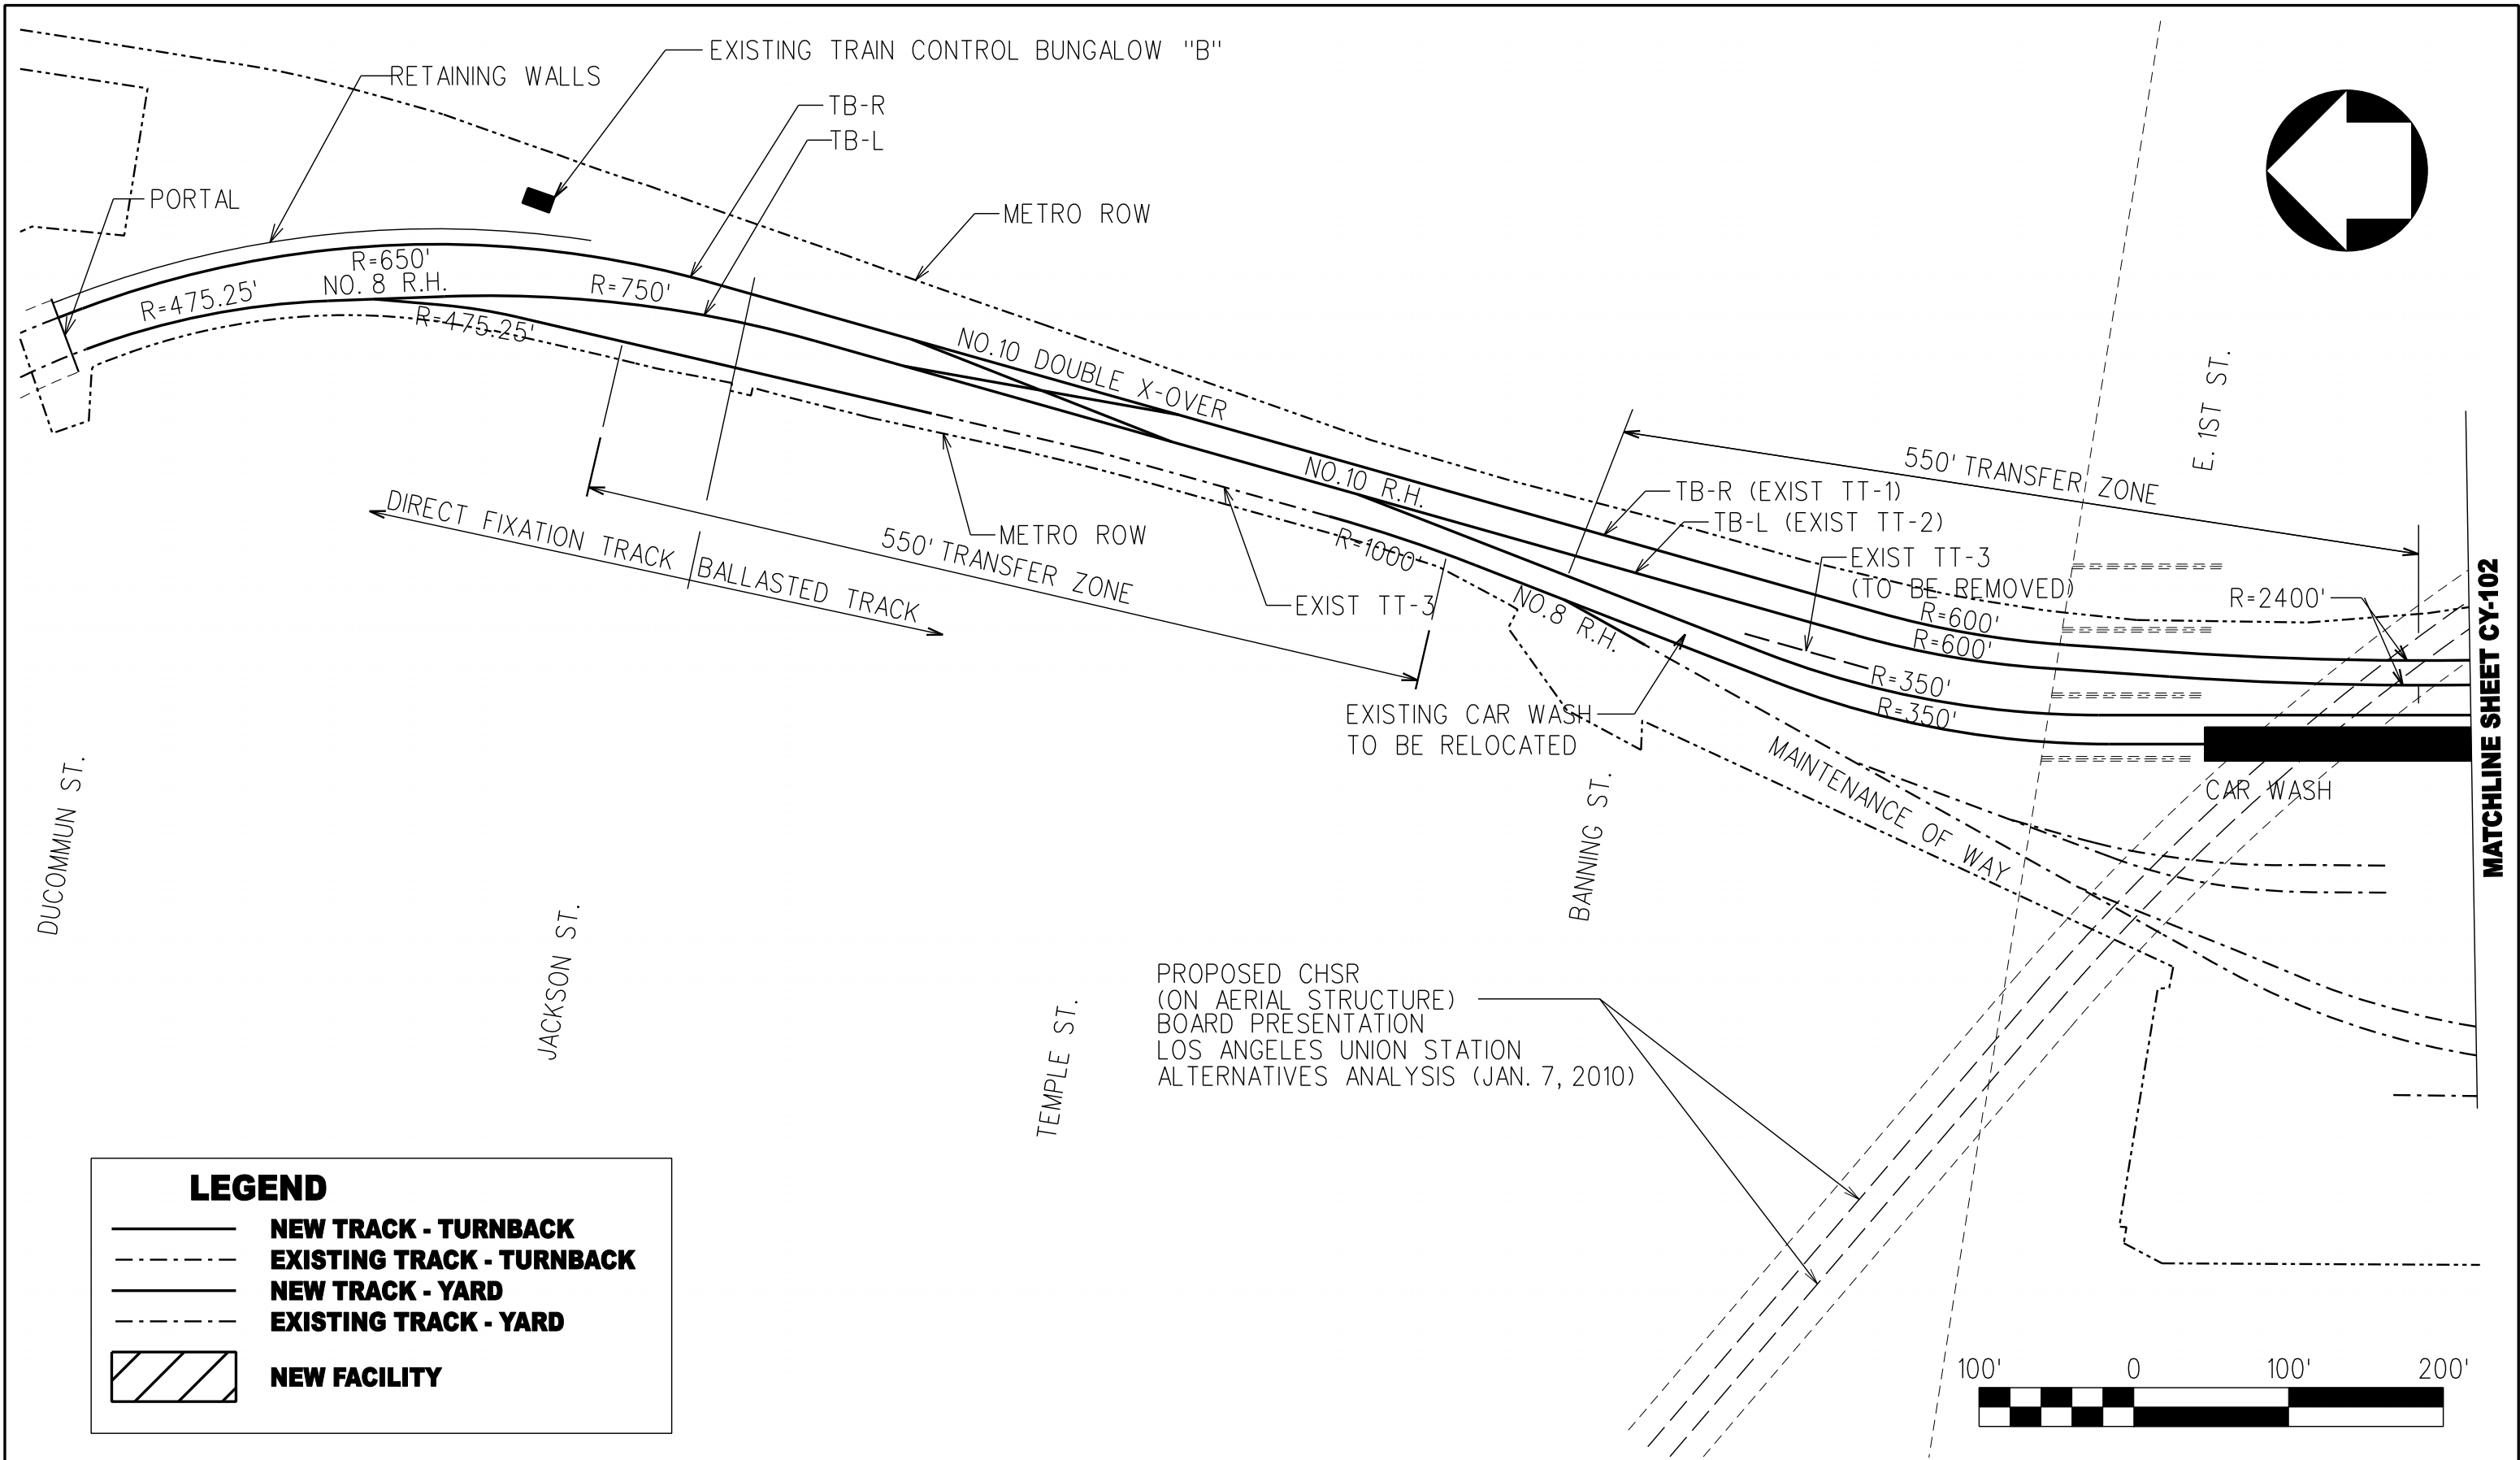 EXISTING TRAIN CONTROL BUNGALOW "B"
RETAINING WALLS
TB-R
TB-L
PORTAL
METRO ROW
R=650'
NO. 8 R.H.
R=475.25'
R=750'
R=475.25'
NO.10 DOUBLE X-OVER
E. 1ST ST.
550' TRANSFER ZONE
NO.10 R.H.
TB-R (EXIST TT-1)
TB-L (EXIST TT-2)
EXIST TT-3
(TO BE REMOVED)
DIRECT FIXATION TRACK
BALLASTED TRACK
METRO ROW
550' TRANSFER ZONE
R=1000'
EXIST TT-3
NO.8 R.H.
R=600'
R=600'
R=2400'
R=350'
R=350'
EXISTING CAR WASH
TO BE RELOCATED
MAINTENANCE OF WAY
CAR WASH
MATCHLINE SHEET CY-102
DUCOMMUN ST.
JACKSON ST.
TEMPLE ST.
BANNING ST.
PROPOSED CHSR
(ON AERIAL STRUCTURE)
BOARD PRESENTATION
LOS ANGELES UNION STATION
ALTERNATIVES ANALYSIS (JAN. 7, 2010)
LEGEND
NEW TRACK - TURNBACK
EXISTING TRACK - TURNBACK
NEW TRACK - YARD
EXISTING TRACK - YARD
NEW FACILITY
100' 0 100' 200'